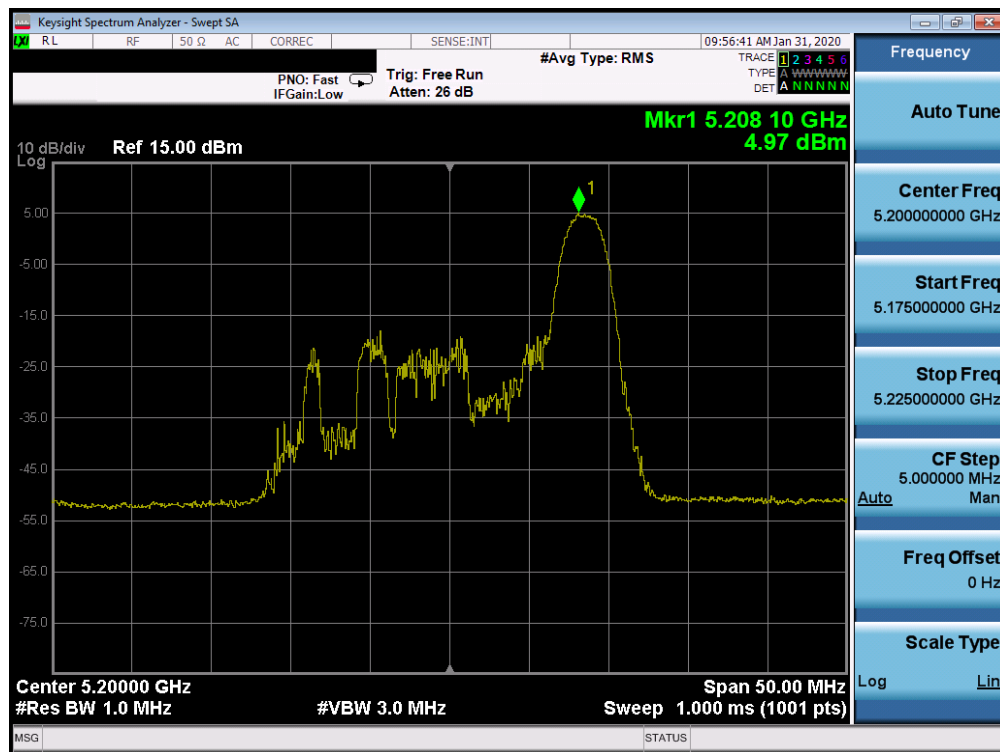 Keysight Spectrum Analyzer - Swept SA
LXI RL RF 50 Ω AC CORREC SENSE:INT 09:56:41 AM Jan 31, 2020
PNO: Fast
IFGain:Low
Trig: Free Run
Atten: 26 dB
#Avg Type: RMS
TRACE 1 2 3 4 5 6
TYPE A WWWWW
DET A N N N N N
Mkr1 5.208 10 GHz
4.97 dBm
10 dB/div
Log
Ref 15.00 dBm
1
5.00
-5.00
-15.0
-25.0
-35.0
-45.0
-55.0
-65.0
-75.0
Center 5.20000 GHz
Span 50.00 MHz
#Res BW 1.0 MHz
#VBW 3.0 MHz
Sweep 1.000 ms (1001 pts)
MSG
STATUS
Frequency
Auto Tune
Center Freq
5.200000000 GHz
Start Freq
5.175000000 GHz
Stop Freq
5.225000000 GHz
CF Step
5.000000 MHz
Auto Man
Freq Offset
0 Hz
Scale Type
Log Lin